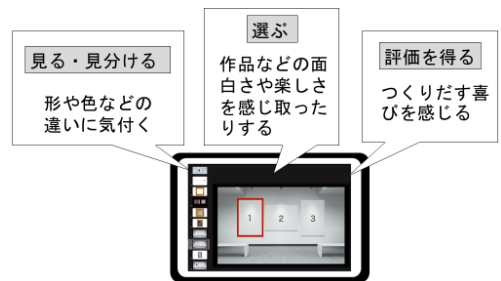 見る・見分ける
形や色などの
違いに気付く
選ぶ
作品などの面
白さや楽しさ
を感じ取った
りする
評価を得る
つくりだす喜
びを感じる
1
2
3